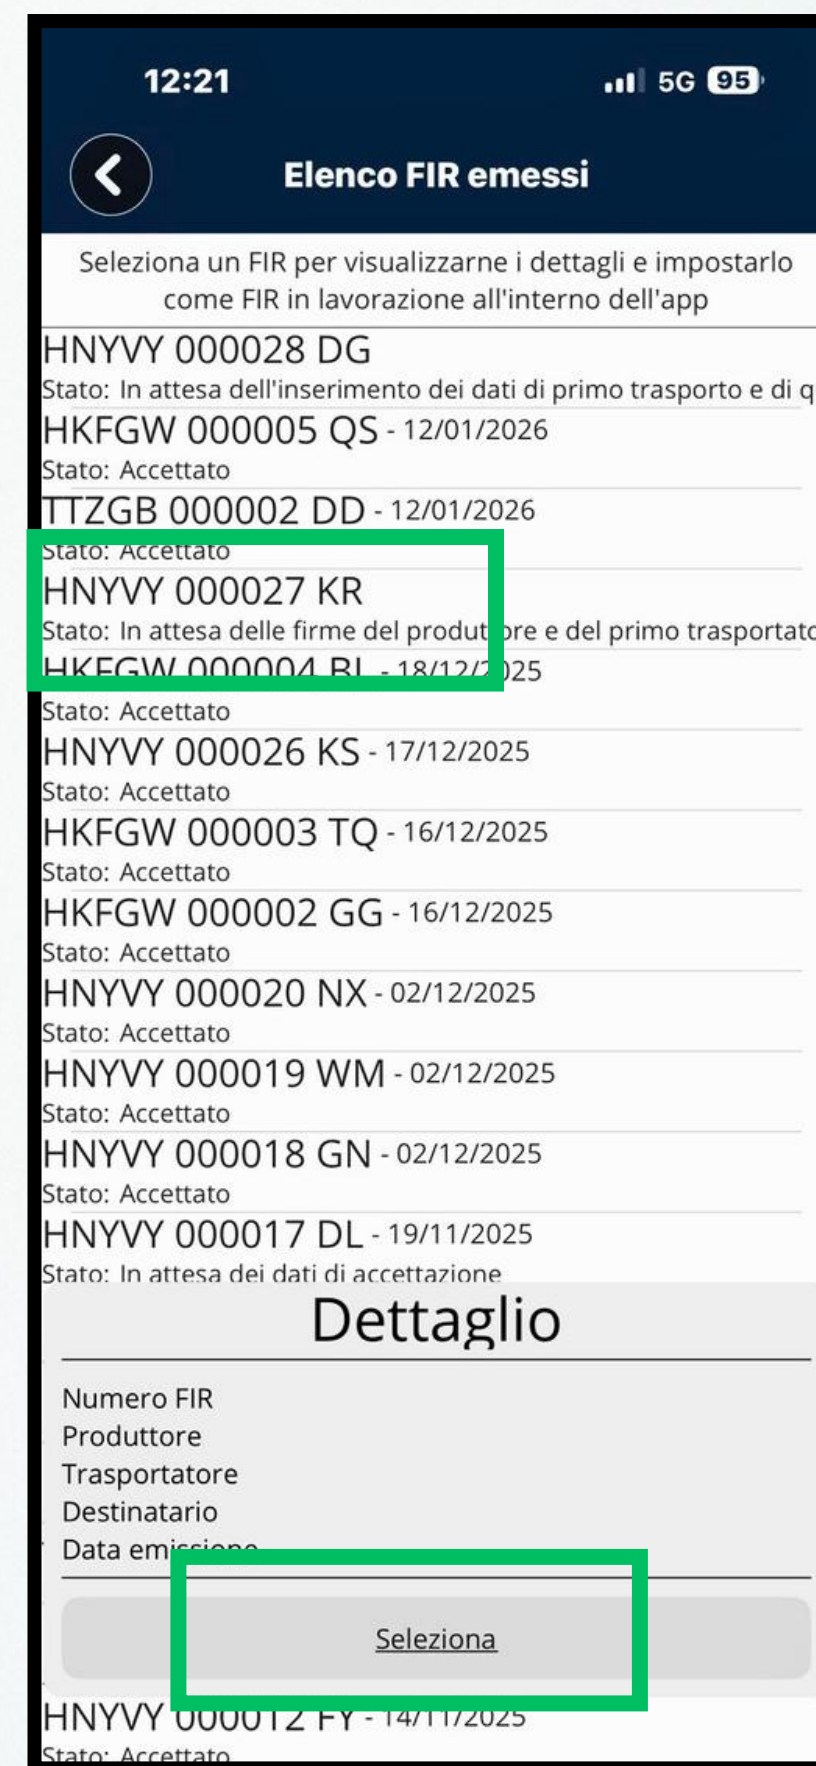 12:21
5G 95
Elenco FIR emessi
Seleziona un FIR per visualizzarne i dettagli e impostarlo
come FIR in lavorazione all'interno dell'app
HNYVY 000028 DG
Stato: In attesa dell'inserimento dei dati di primo trasporto e di q
HKFGW 000005 QS - 12/01/2026
Stato: Accettato
TTZGB 000002 DD - 12/01/2026
Stato: Accettato
HNYVY 000027 KR
Stato: In attesa delle firme del produttore e del primo trasportato
HKFGW 000004 BL - 18/12/2025
Stato: Accettato
HNYVY 000026 KS - 17/12/2025
Stato: Accettato
HKFGW 000003 TQ - 16/12/2025
Stato: Accettato
HKFGW 000002 GG - 16/12/2025
Stato: Accettato
HNYVY 000020 NX - 02/12/2025
Stato: Accettato
HNYVY 000019 WM - 02/12/2025
Stato: Accettato
HNYVY 000018 GN - 02/12/2025
Stato: Accettato
HNYVY 000017 DL - 19/11/2025
Stato: In attesa dei dati di accettazione
Dettaglio
Numero FIR
Produttore
Trasportatore
Destinatario
Data emissione
Seleziona
HNYVY 000012 FY - 14/11/2025
Stato: Accettato